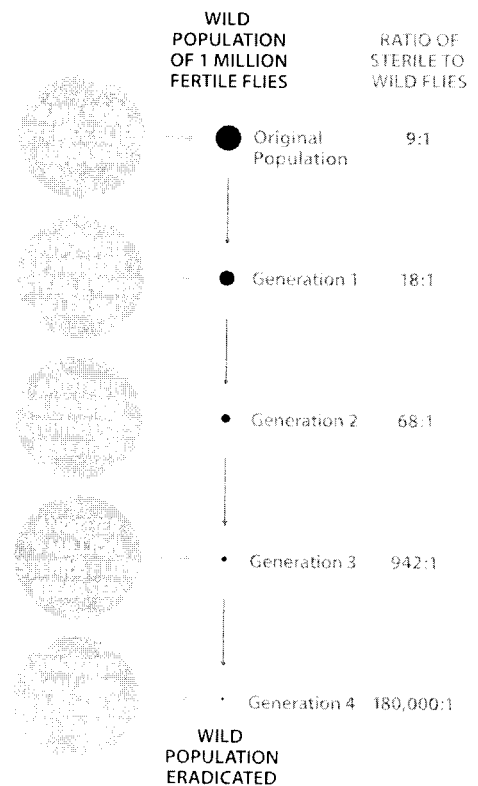 WILD
POPULATION
OF 1 MILLION
FERTILE FLIES
RATIO OF
STERILE TO
WILD FLIES
Original
Population
9:1
Generation 1
18:1
Generation 2
68:1
Generation 3
942:1
Generation 4
180,000:1
WILD
POPULATION
ERADICATED